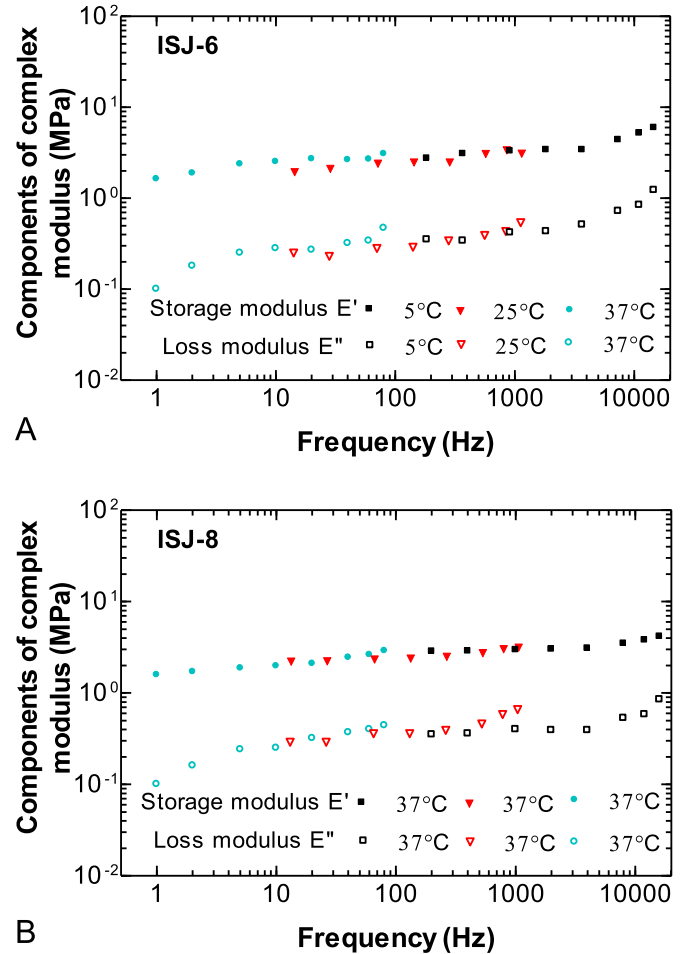 ISJ-6
Components of complex
modulus (MPa)
10²
10¹
10⁰
10⁻¹
10⁻²
Storage modulus E' 5°C 25°C 37°C
Loss modulus E" 5°C 25°C 37°C
1 10 100 1000 10000
A
Frequency (Hz)
ISJ-8
Components of complex
modulus (MPa)
10²
10¹
10⁰
10⁻¹
10⁻²
Storage modulus E' 37°C 37°C 37°C
Loss modulus E" 37°C 37°C 37°C
1 10 100 1000 10000
B
Frequency (Hz)